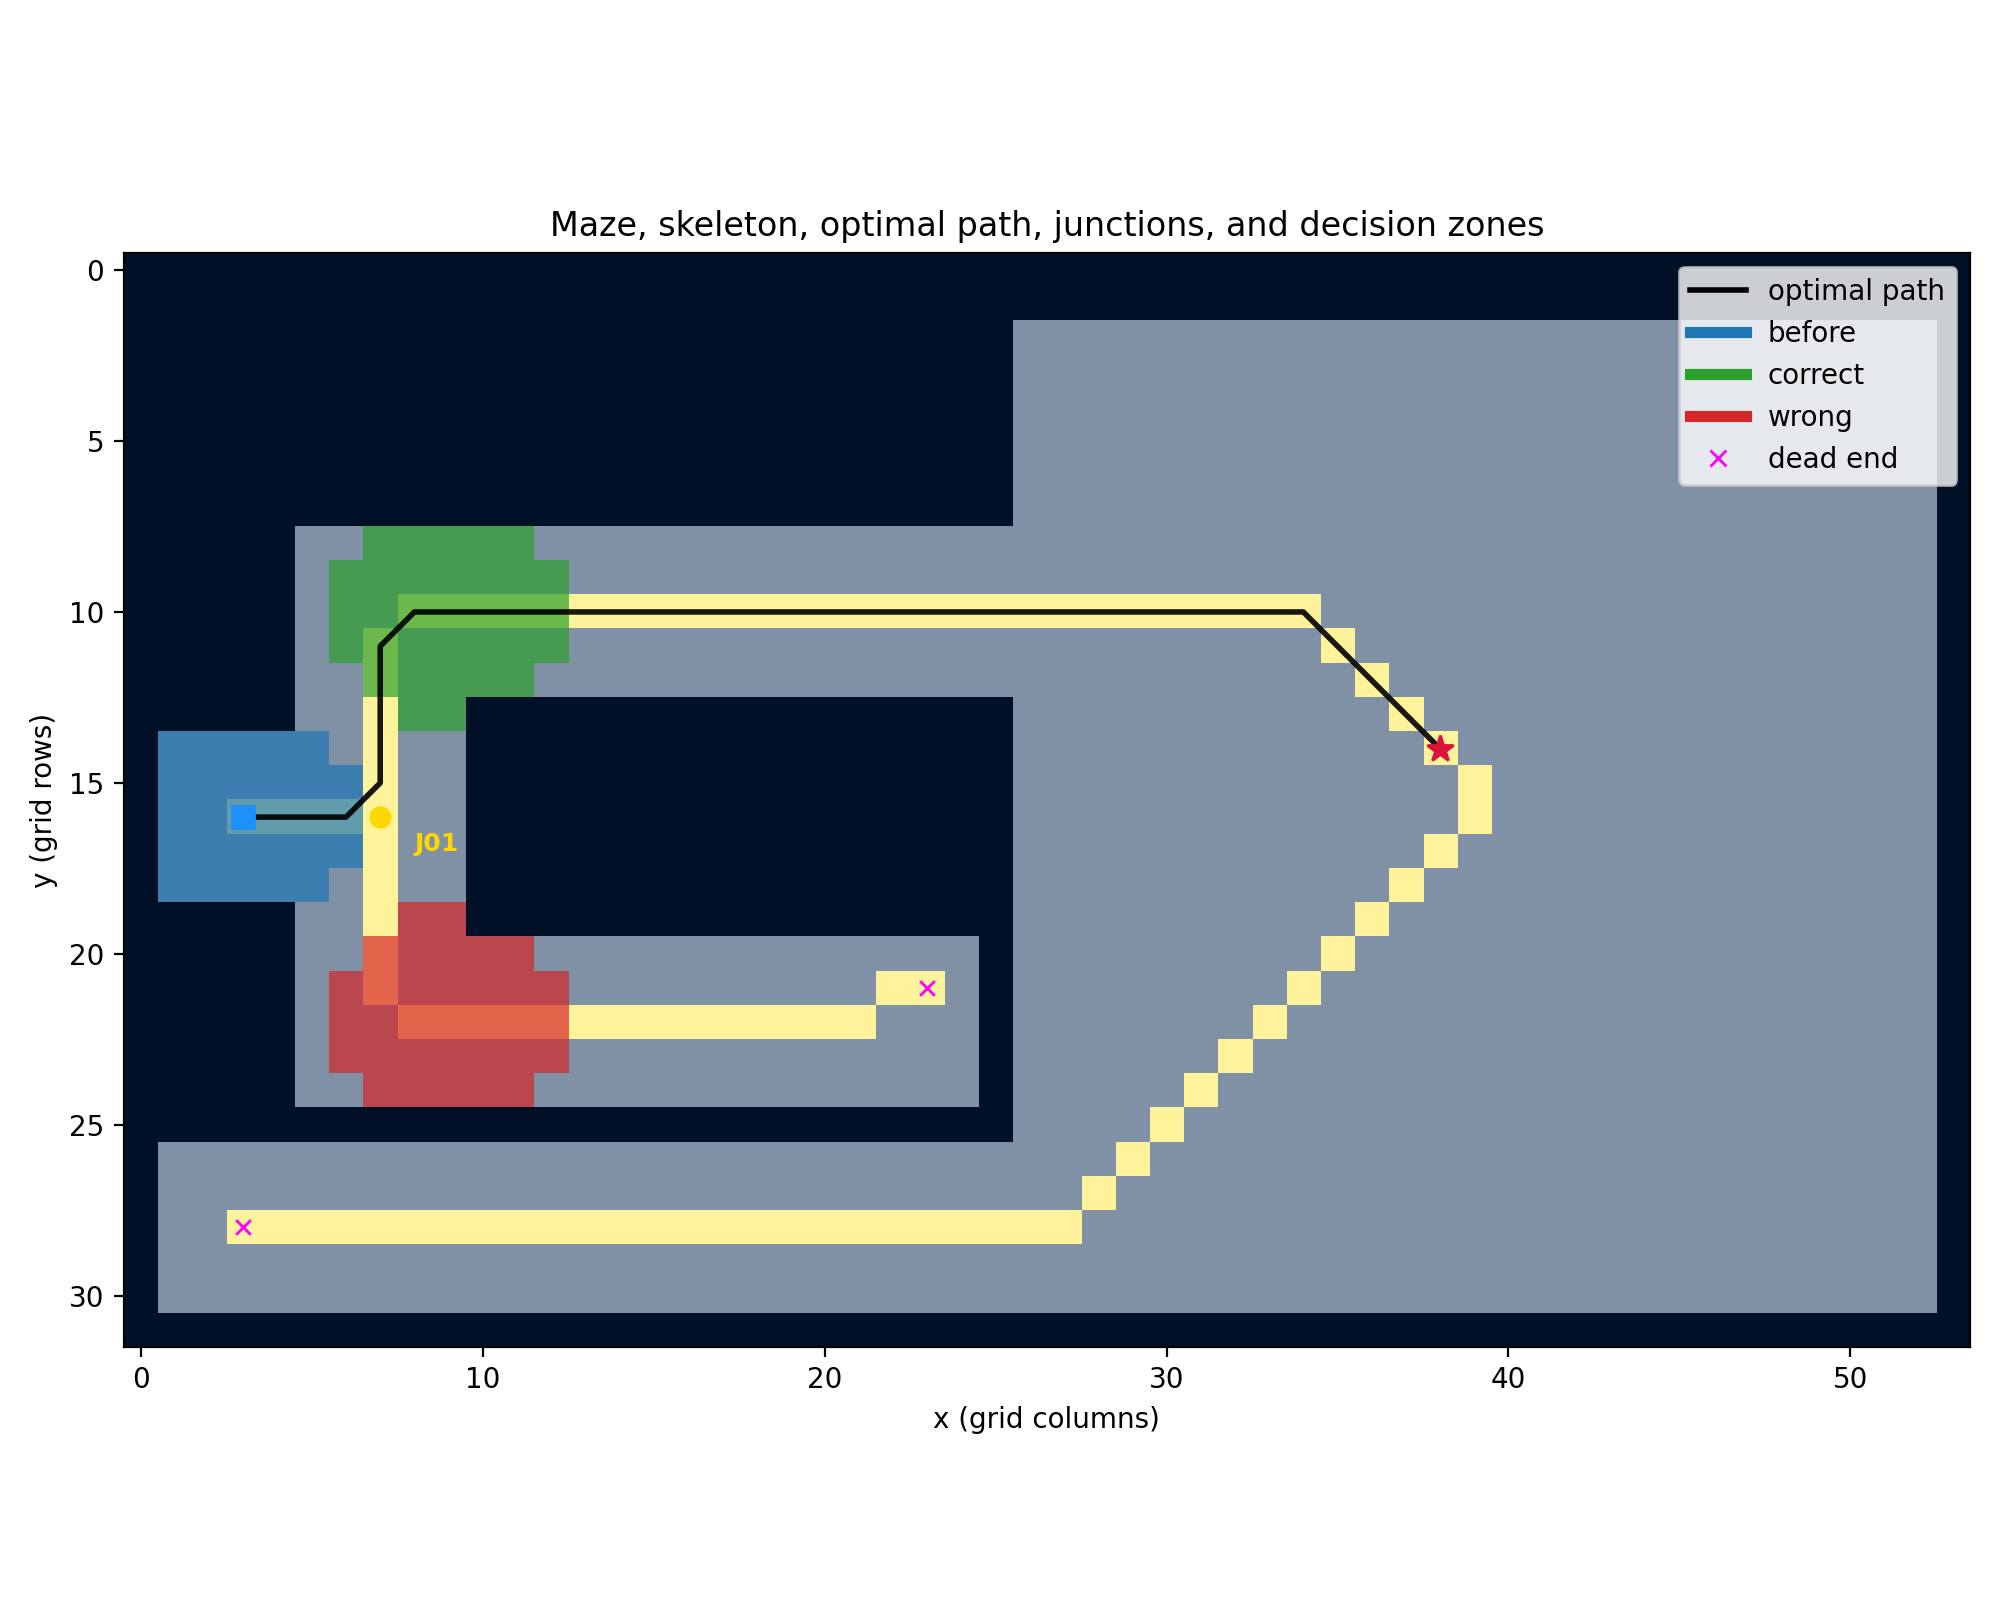 Maze, skeleton, optimal path, junctions, and decision zones
optimal path
before
correct
wrong
dead end
0
5
10
15
20
25
30
y (grid rows)
J01
0 10 20 30 40 50
x (grid columns)